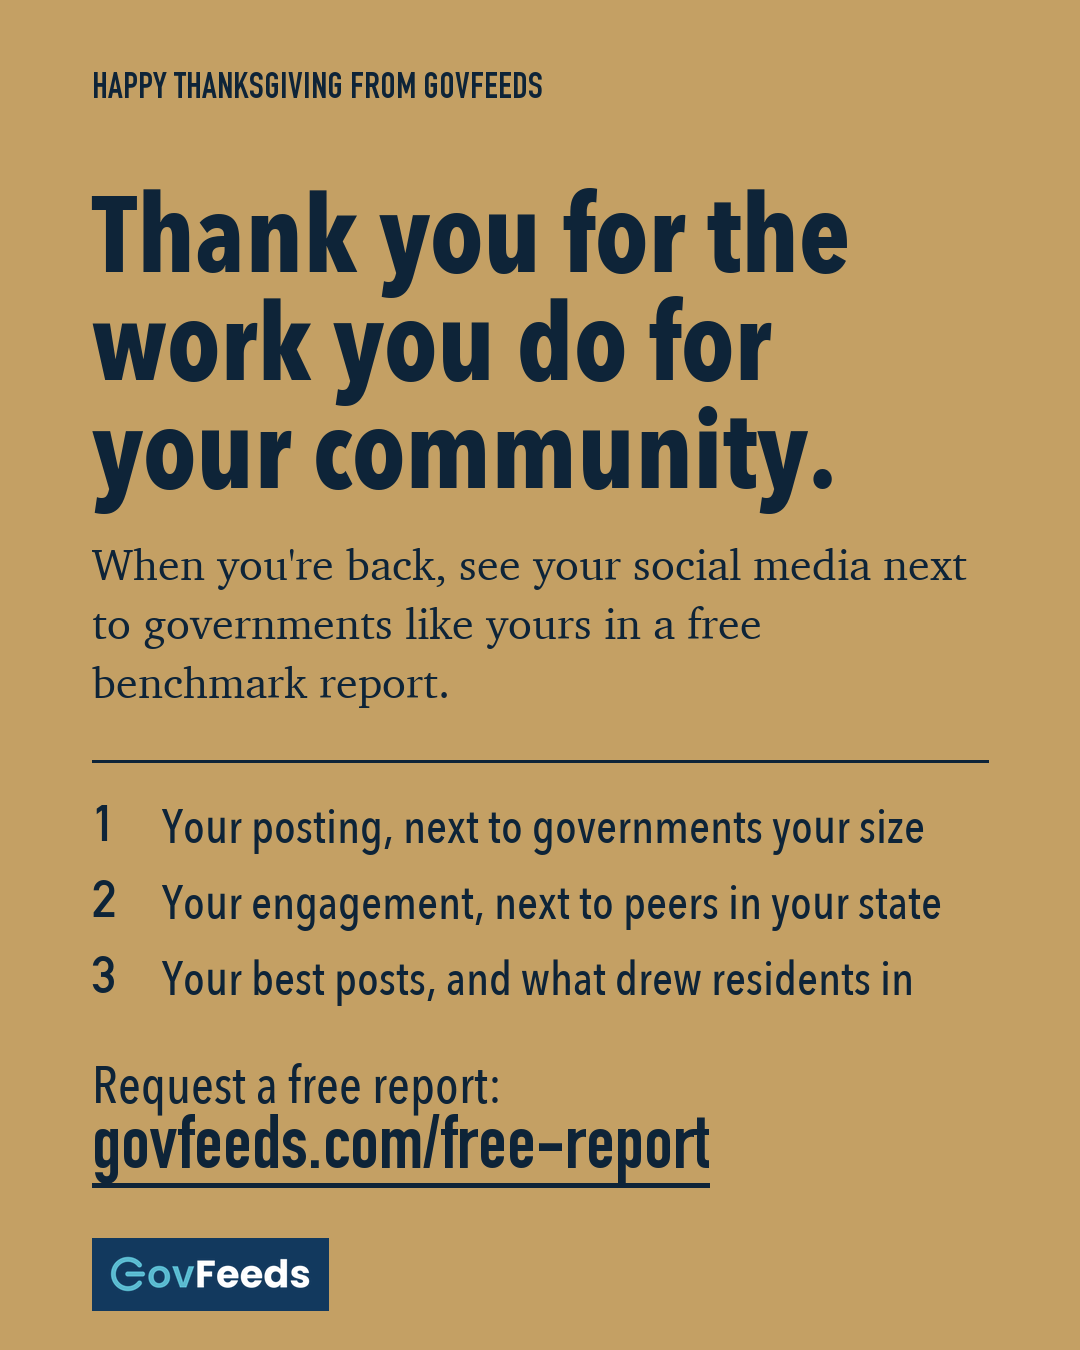 HAPPY THANKSGIVING FROM GOVFEEDS
Thank you for the
work you do for
your community.
When you're back, see your social media next
to governments like yours in a free
benchmark report.
1 Your posting, next to governments your size
2 Your engagement, next to peers in your state
3 Your best posts, and what drew residents in
Request a free report:
govfeeds.com/free-report
GovFeeds